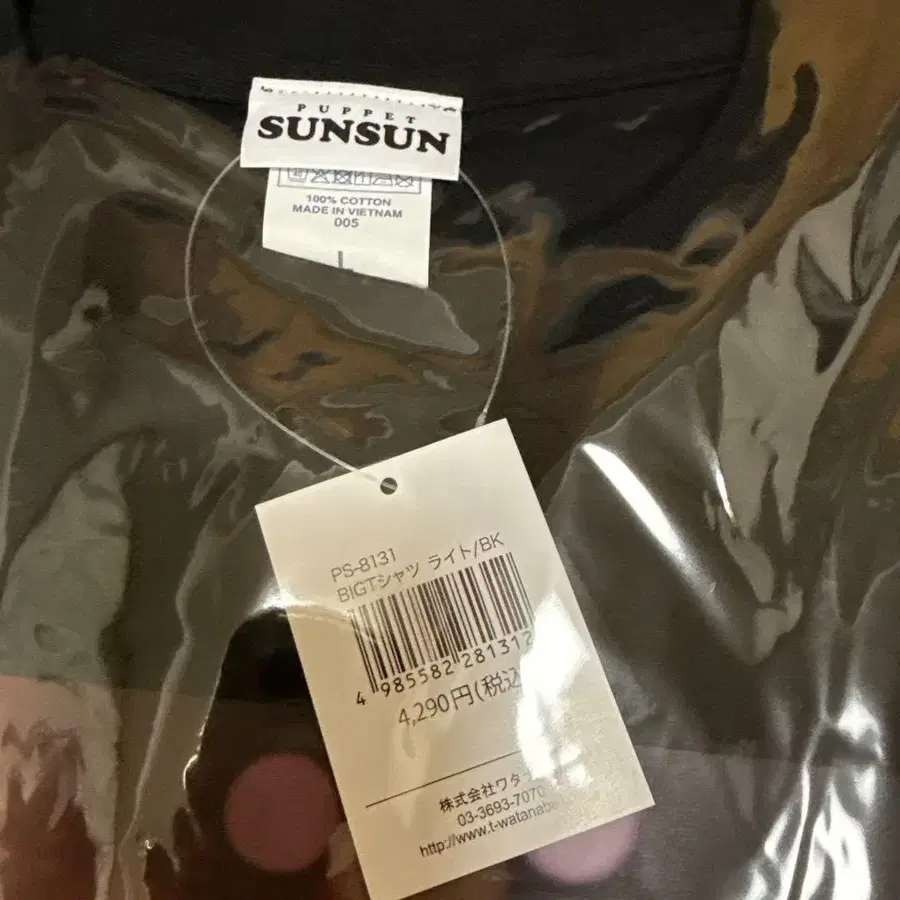 PUPPET
SUNSUN
40
100% COTTON
MADE IN VIETNAM
005
L
PS-8131
BIGTシャツ ライト/BK
4 985582 281312
4,290円(税込
株式会社ワタ
03-3693-7070
http://www.t-watanabe